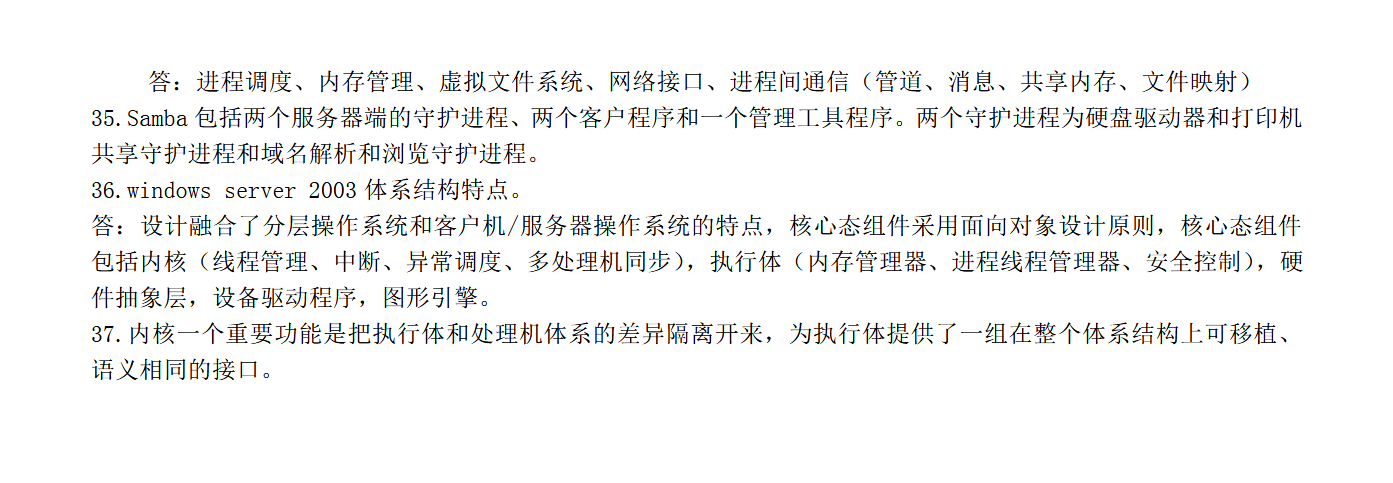 答：进程调度、内存管理、虚拟文件系统、网络接口、进程间通信（管道、消息、共享内存、文件映射）
35.Samba包括两个服务器端的守护进程、两个客户程序和一个管理工具程序。两个守护进程为硬盘驱动器和打印机
共享守护进程和域名解析和浏览守护进程。
36.windows server 2003体系结构特点。
答：设计融合了分层操作系统和客户机/服务器操作系统的特点，核心态组件采用面向对象设计原则，核心态组件
包括内核（线程管理、中断、异常调度、多处理机同步），执行体（内存管理器、进程线程管理器、安全控制），硬
件抽象层，设备驱动程序，图形引擎。
37.内核一个重要功能是把执行体和处理机体系的差异隔离开来，为执行体提供了一组在整个体系结构上可移植、
语义相同的接口。